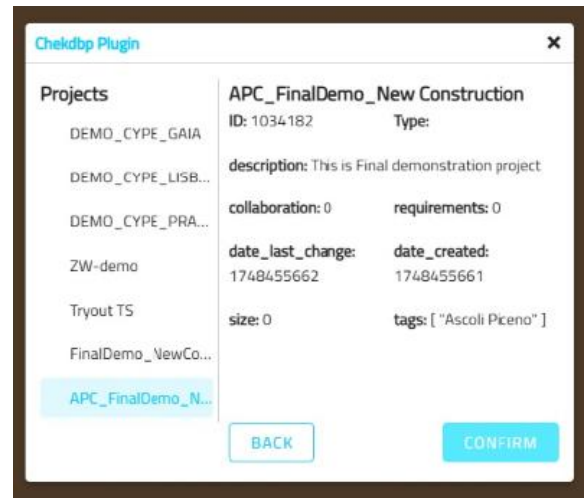 Chekdbp Plugin
Projects
DEMO_CYPE_GAIA
DEMO_CYPE_LISB...
DEMO_CYPE_PRA...
ZW-demo
Tryout TS
FinalDemo_NewCo...
APC_FinalDemo_N...
APC_FinalDemo_New Construction
ID: 1034182 Type:
description: This is Final demonstration project
collaboration: 0 requirements: 0
date_last_change: date_created:
1748455662 1748455661
size: 0 tags: [ "Ascoli Piceno" ]
BACK CONFIRM